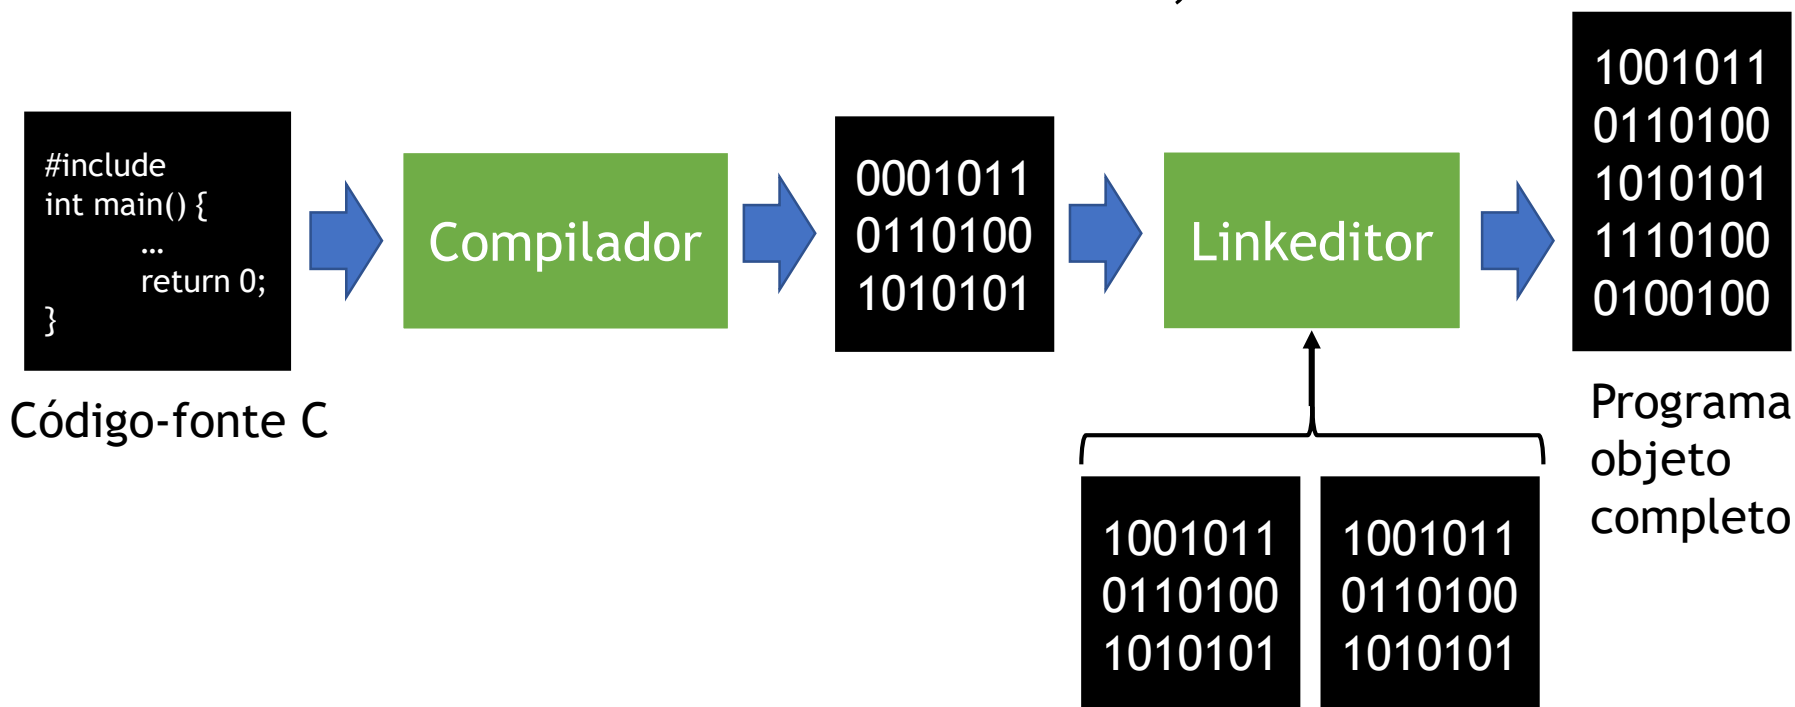 #include
int main() {
...
return 0;
}
Código-fonte C
Compilador
0001011
0110100
1010101
Linkeditor
1001011
0110100
1010101
1110100
0100100
Programa
objeto
completo
1001011
0110100
1010101
1001011
0110100
1010101